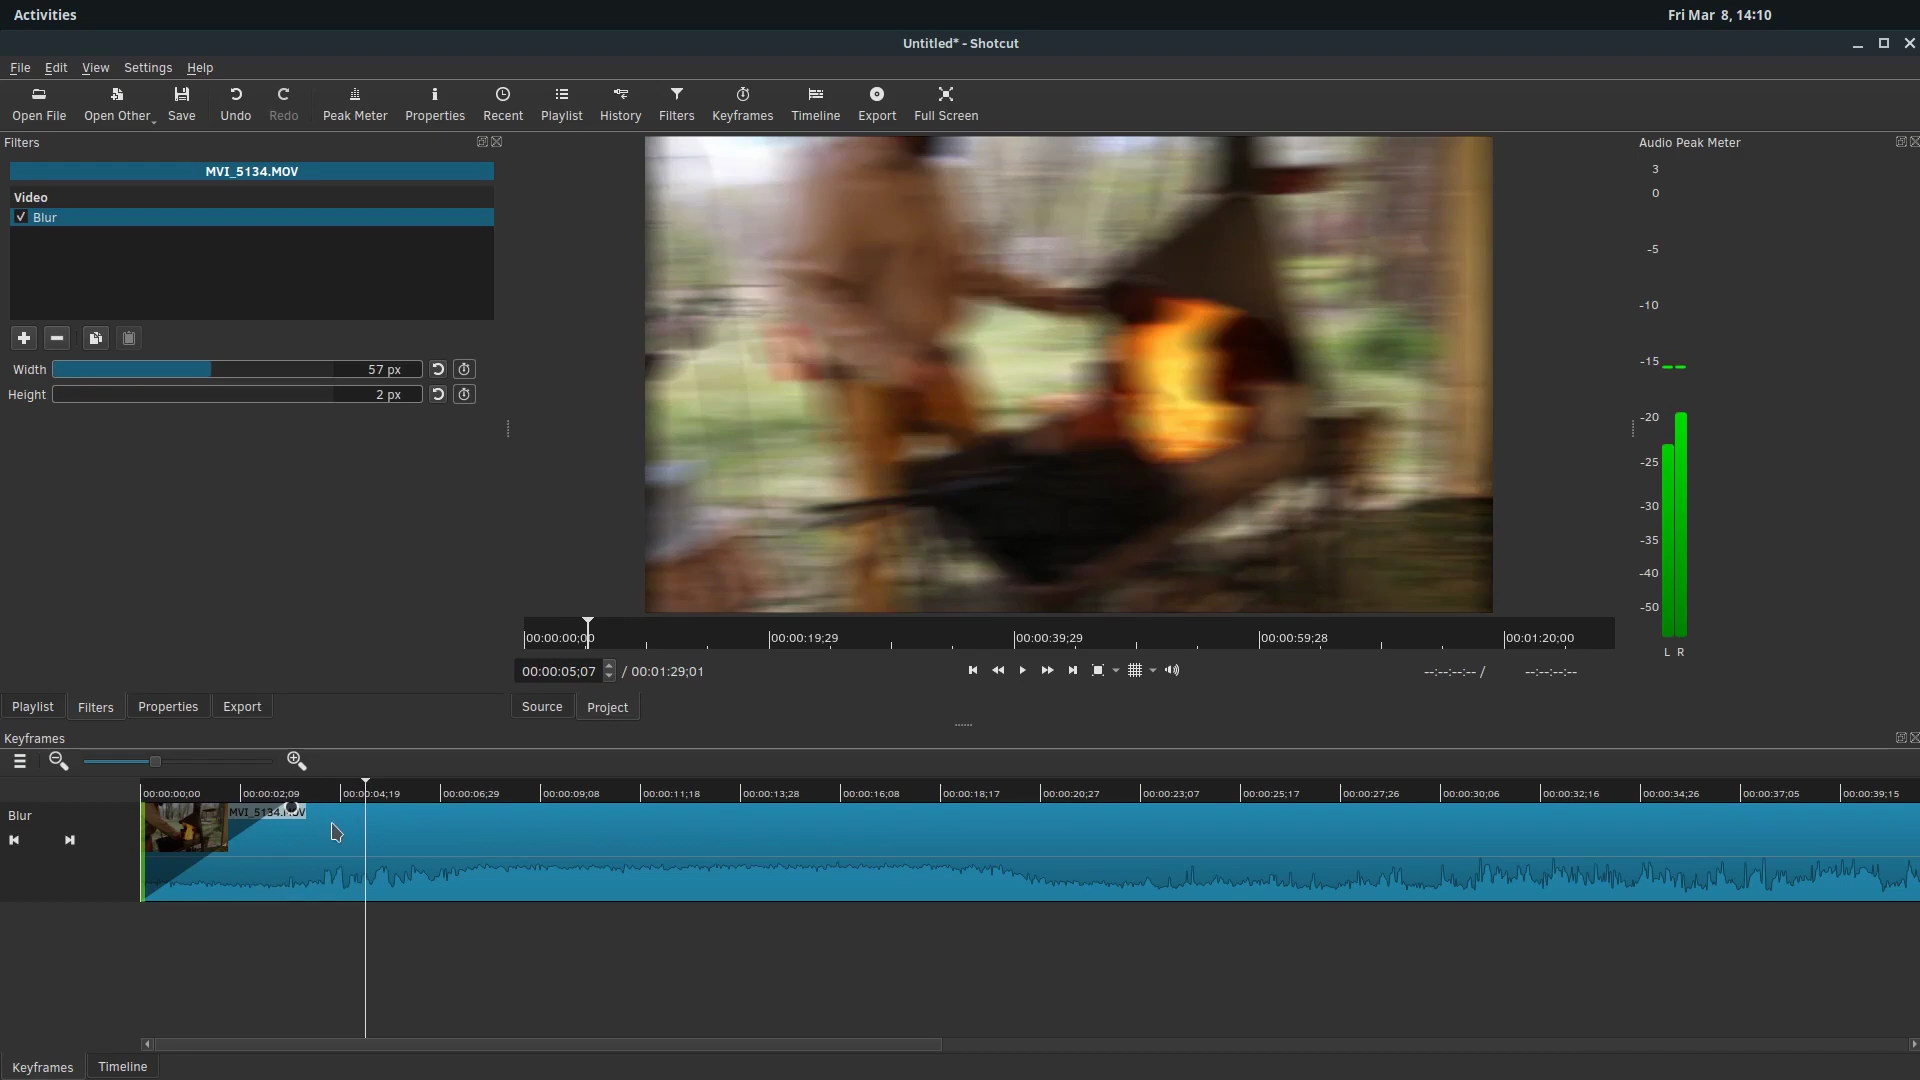 Activities
Fri Mar 8, 14:10
Untitled* - Shotcut
File Edit View Settings Help
Open File Open Other Save Undo Redo Peak Meter Properties Recent Playlist History Filters Keyframes Timeline Export Full Screen
Filters
MVI_5134.MOV
Video
Blur
Width 57 px
Height 2 px
00:00:00;00 00:00:19;29 00:00:39;29 00:00:59;28 00:01:20;00
00:00:05;07 / 00:01:29;01
--:--:--:-- / --:--:--:--
Audio Peak Meter
3
0
-5
-10
-15
-20
-25
-30
-35
-40
-50
L R
Playlist Filters Properties Export
Source Project
Keyframes
00:00:00;00 00:00:02;09 00:00:04;19 00:00:06;29 00:00:09;08 00:00:11;18 00:00:13;28 00:00:16;08 00:00:18;17 00:00:20;27 00:00:23;07 00:00:25;17 00:00:27;26 00:00:30;06 00:00:32;16 00:00:34;26 00:00:37;05 00:00:39;15
Blur
MVI_5134.MOV
Keyframes Timeline